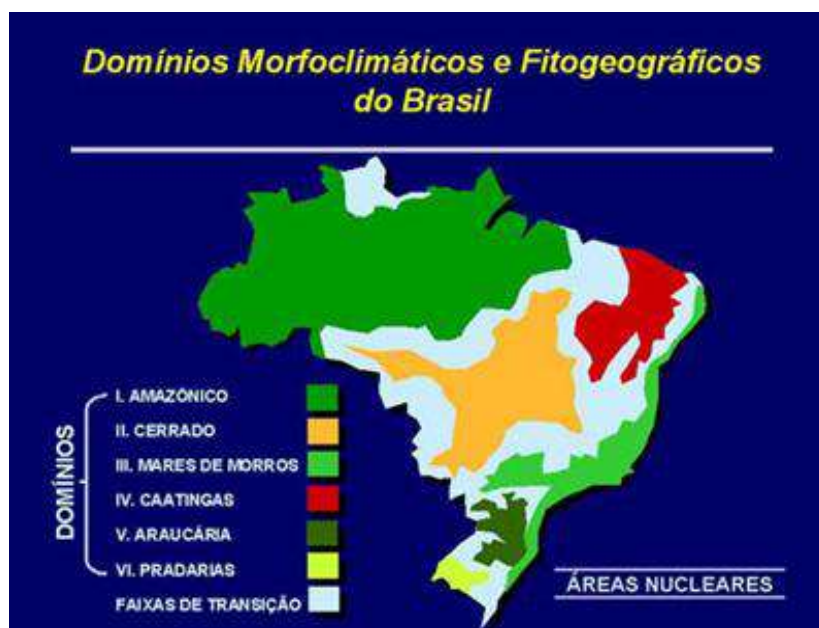 Domínios Morfoclimáticos e Fitogeográficos
do Brasil
DOMÍNIOS
I. AMAZÔNICO
II. CERRADO
III. MARES DE MORROS
IV. CAATINGAS
V. ARAUCÁRIA
VI. PRADARIAS
FAIXAS DE TRANSIÇÃO
ÁREAS NUCLEARES